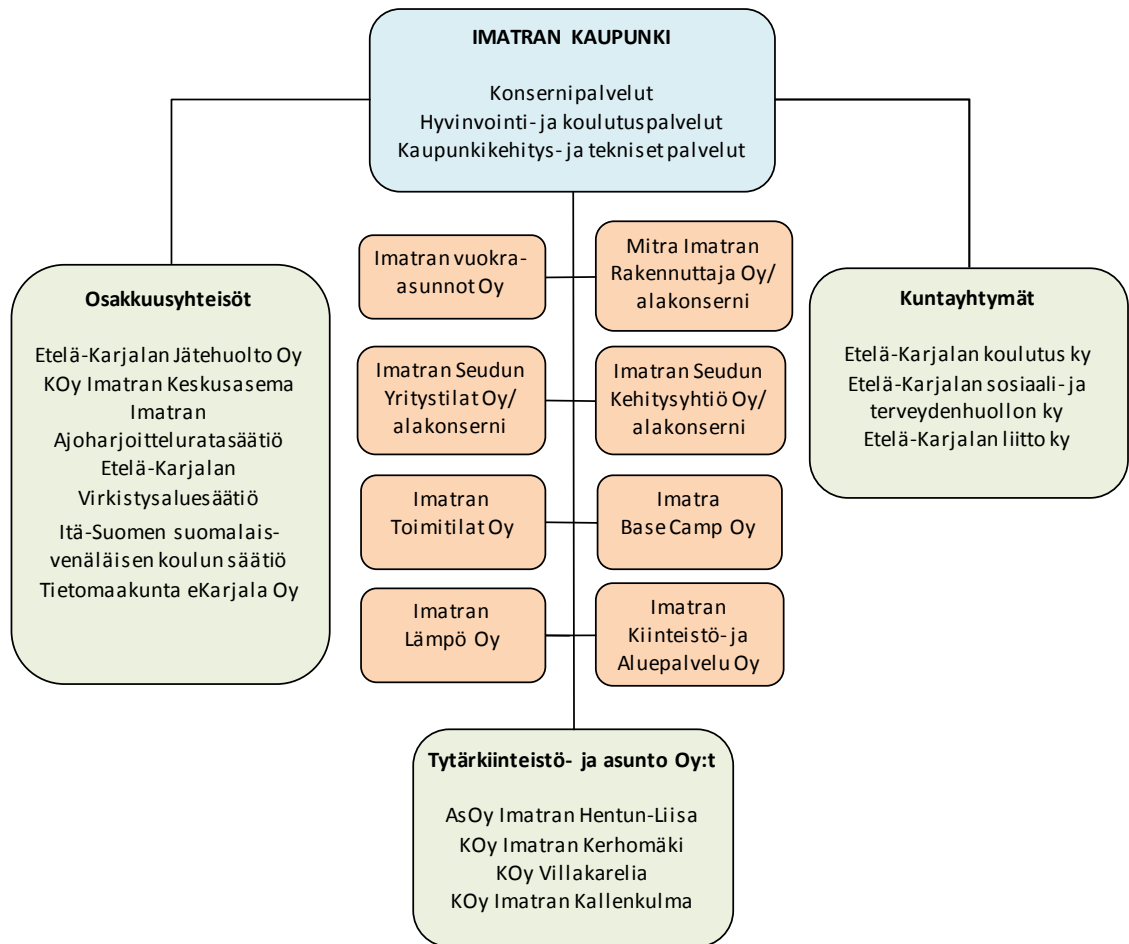 IMATRAN KAUPUNKI
Konsernipalvelut
Hyvinvointi- ja koulutuspalvelut
Kaupunkikehitys- ja tekniset palvelut
Osakkuusyhteisöt
Etelä-Karjalan Jätehuolto Oy
KOy Imatran Keskusasema
Imatran
Ajoharjoitteluratasäätiö
Etelä-Karjalan
Virkistysaluesäätiö
Itä-Suomen suomalais-
venäläisen koulun säätiö
Tietomaakunta eKarjala Oy
Imatran vuokra-
asunnot Oy
Mitra Imatran
Rakennuttaja Oy/
alakonserni
Imatran Seudun
Yritystilat Oy/
alakonserni
Imatran Seudun
Kehitysyhtiö Oy/
alakonserni
Imatran
Toimitilat Oy
Imatra
Base Camp Oy
Imatran
Lämpö Oy
Imatran
Kiinteistö- ja
Aluepalvelu Oy
Kuntayhtymät
Etelä-Karjalan koulutus ky
Etelä-Karjalan sosiaali- ja
terveydenhuollon ky
Etelä-Karjalan liitto ky
Tytärkiinteistö- ja asunto Oy:t
AsOy Imatran Hentun-Liisa
KOy Imatran Kerhomäki
KOy Villakarelia
KOy Imatran Kallenkulma